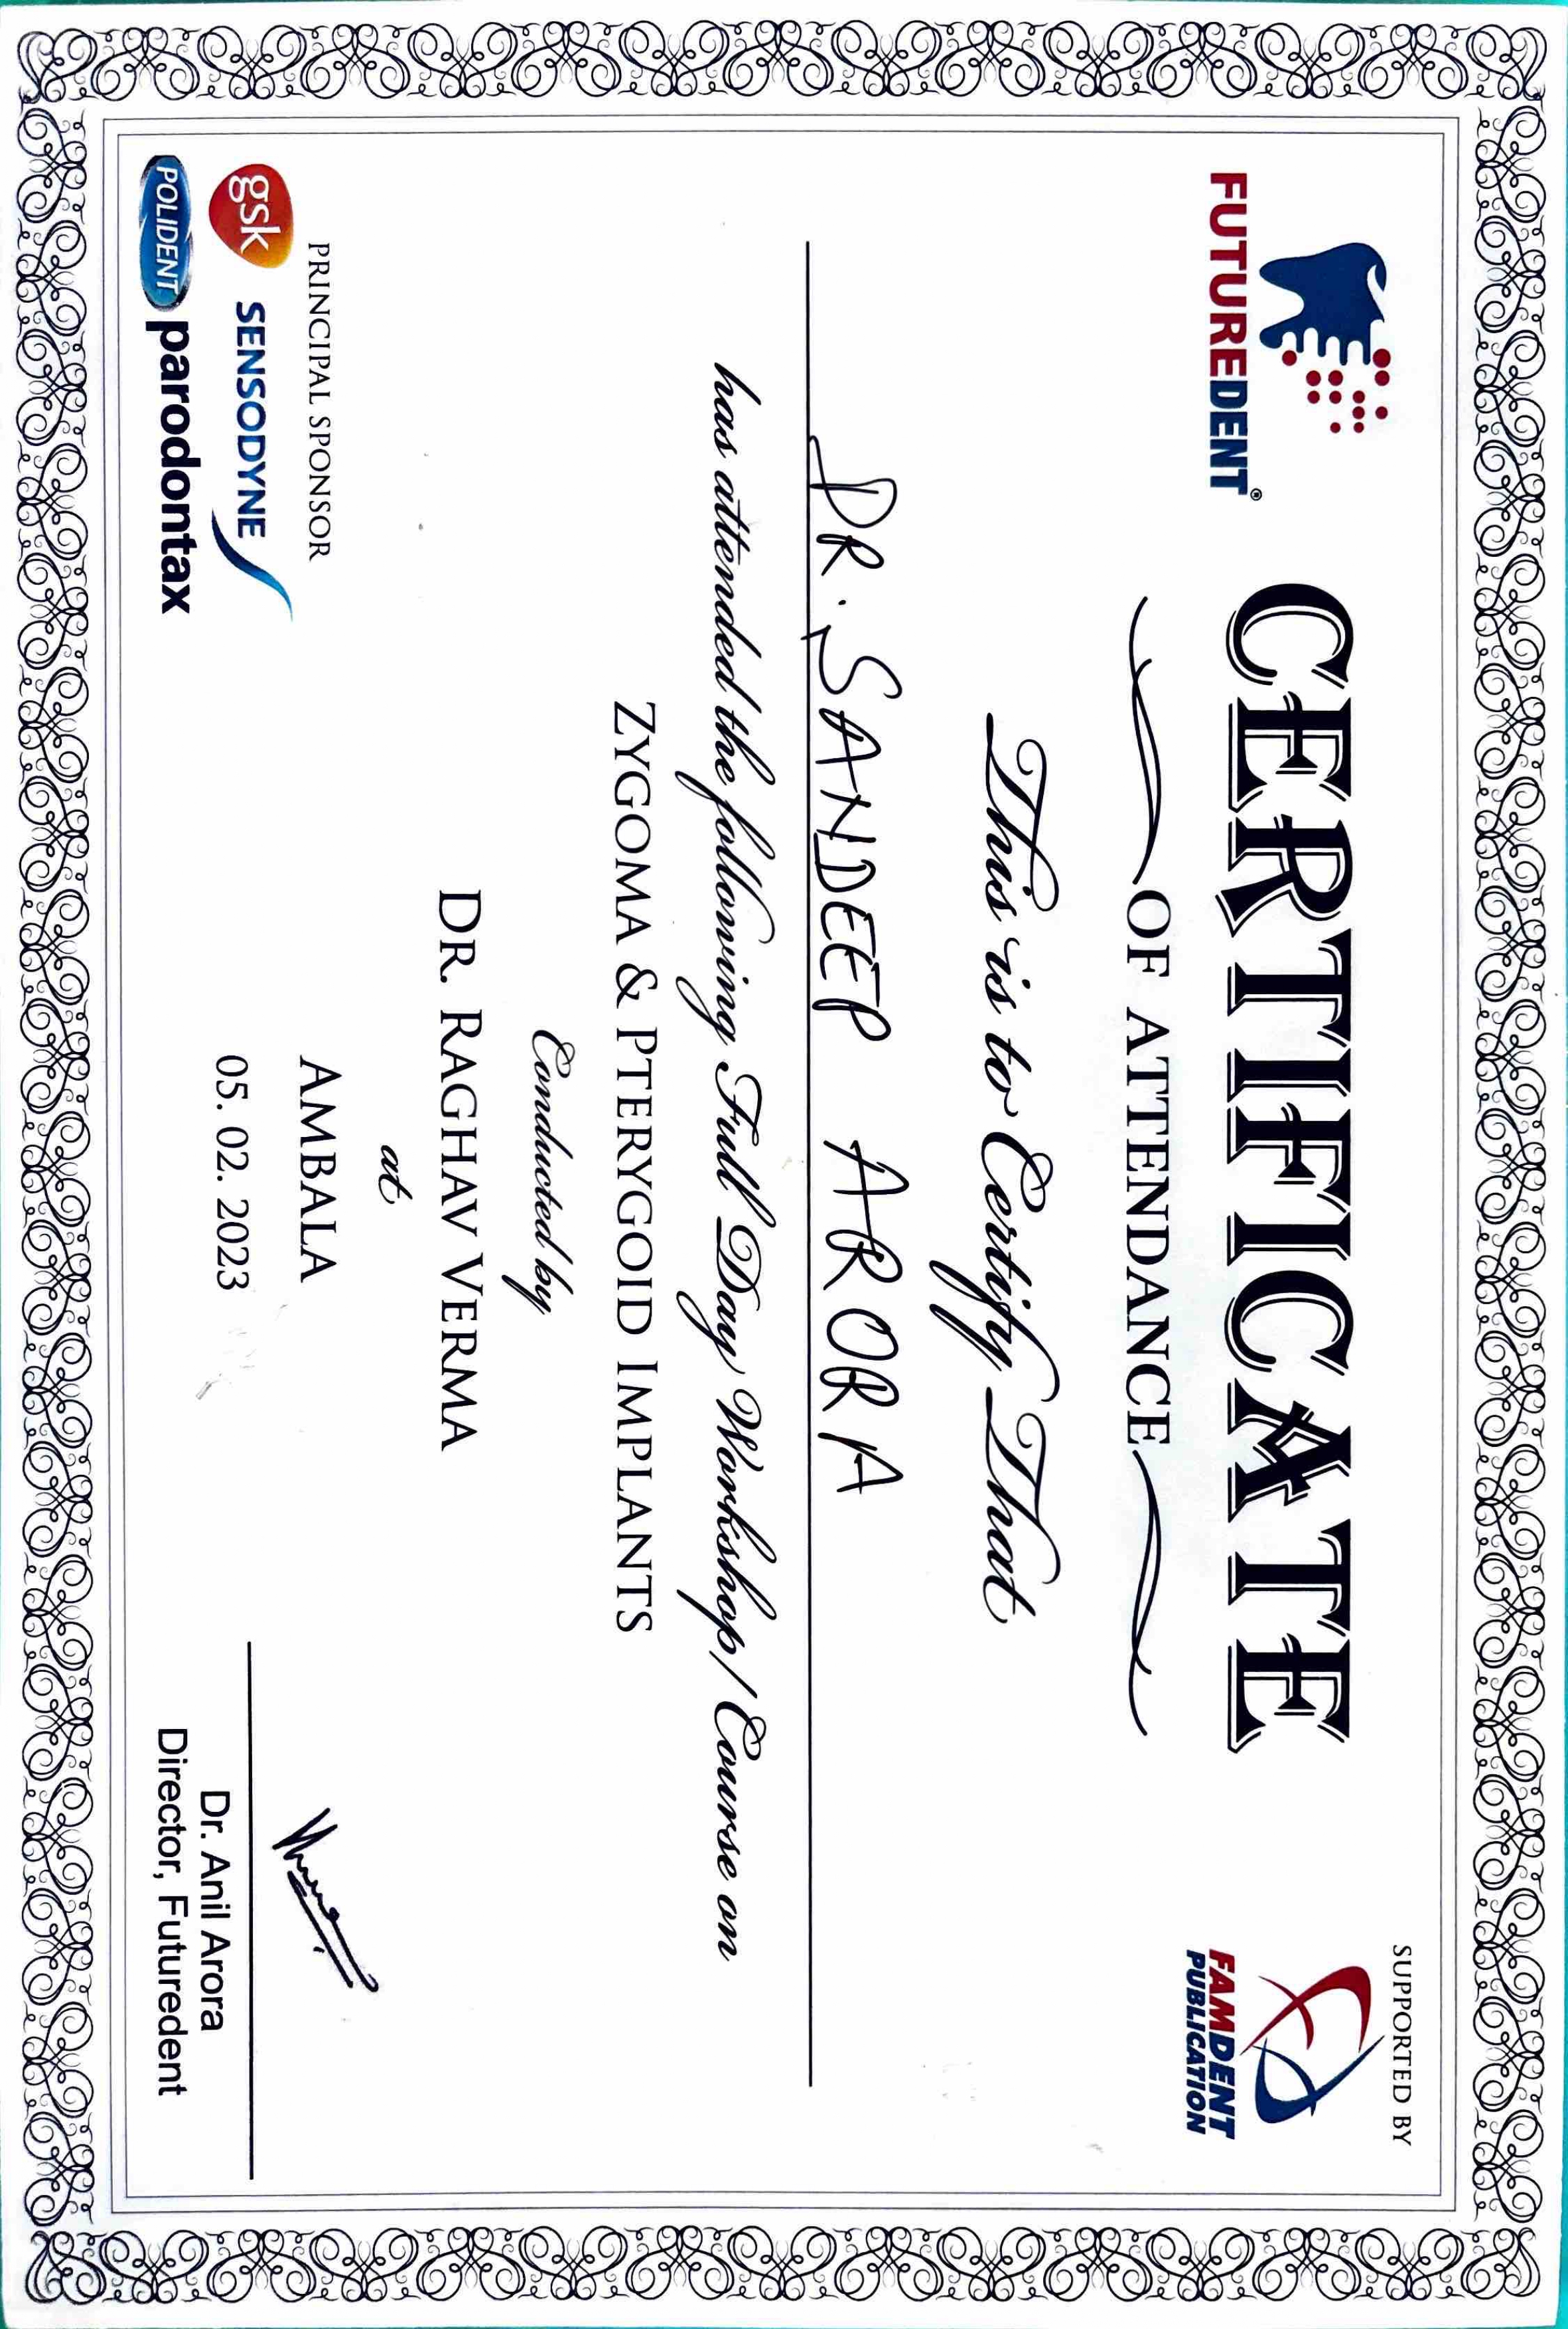 FUTUREDENT®
SUPPORTED BY
FAMDENT
PUBLICATION
CERTIFICATE
OF ATTENDANCE
This is to Certify That
DR. SANDEEP ARORA
has attended the following Full Day Workshop/ Course on
ZYGOMA & PTERYGOID IMPLANTS
Conducted by
DR. RAGHAV VERMA
at
AMBALA
05. 02. 2023
PRINCIPAL SPONSOR
gsk SENSODYNE
POLIDENT parodontax
Dr. Anil Arora
Director, Futuredent